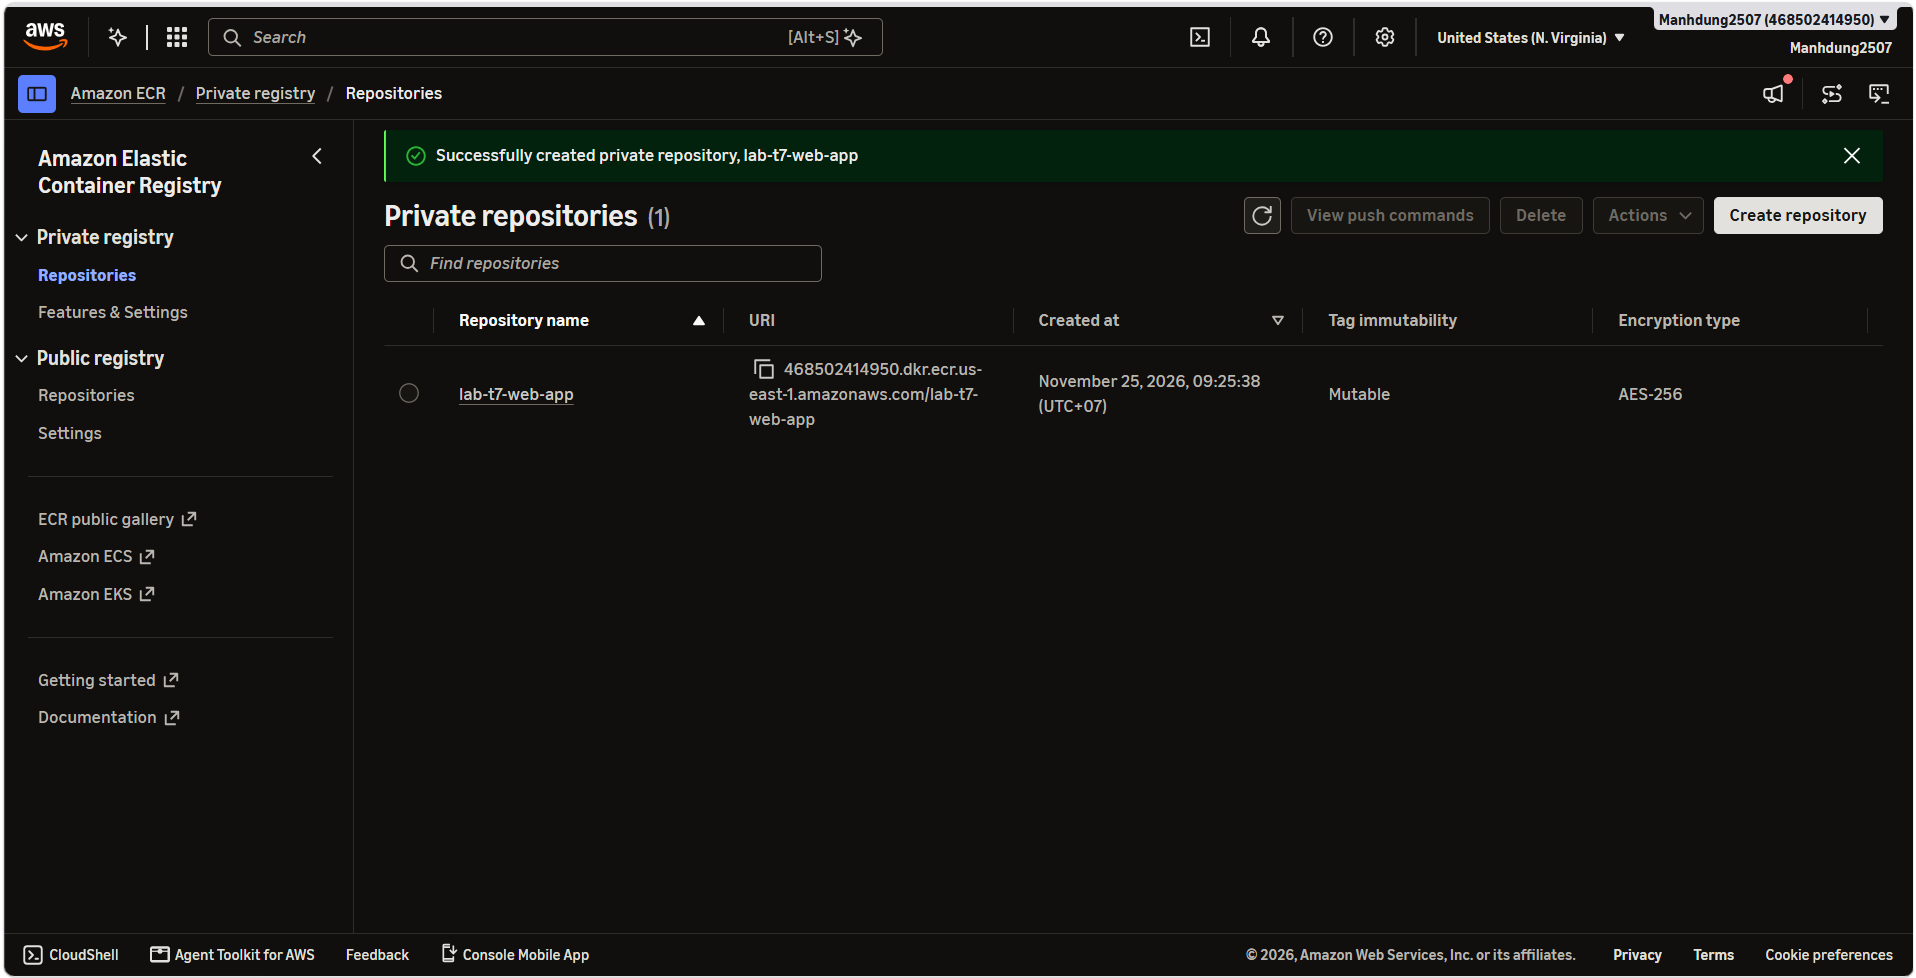 aws
Search [Alt+S]
United States (N. Virginia)
Manhdung2507 (468502414950)
Manhdung2507
Amazon ECR / Private registry / Repositories
Amazon Elastic
Container Registry
Private registry
Repositories
Features & Settings
Public registry
Repositories
Settings
ECR public gallery
Amazon ECS
Amazon EKS
Getting started
Documentation
Successfully created private repository, lab-t7-web-app
Private repositories (1)
View push commands
Delete
Actions
Create repository
Find repositories
Repository name URI Created at Tag immutability Encryption type
lab-t7-web-app
468502414950.dkr.ecr.us-
east-1.amazonaws.com/lab-t7-
web-app
November 25, 2026, 09:25:38
(UTC+07)
Mutable
AES-256
CloudShell
Agent Toolkit for AWS
Feedback
Console Mobile App
© 2026, Amazon Web Services, Inc. or its affiliates.
Privacy
Terms
Cookie preferences